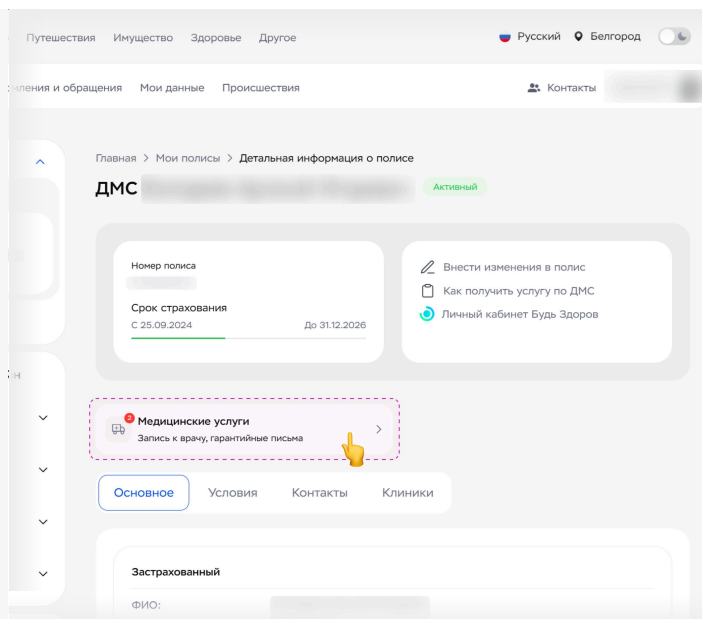 Путешествия Имущество Здоровье Другое Русский Белгород
мления и обращения Мои данные Происшествия Контакты
Главная > Мои полисы > Детальная информация о полисе
ДМС Активный
Номер полиса
Срок страхования
С 25.09.2024 До 31.12.2026
Внести изменения в полис
Как получить услугу по ДМС
Личный кабинет Будь Здоров
2 Медицинские услуги
Запись к врачу, гарантийные письма
Основное Условия Контакты Клиники
Застрахованный
ФИО: